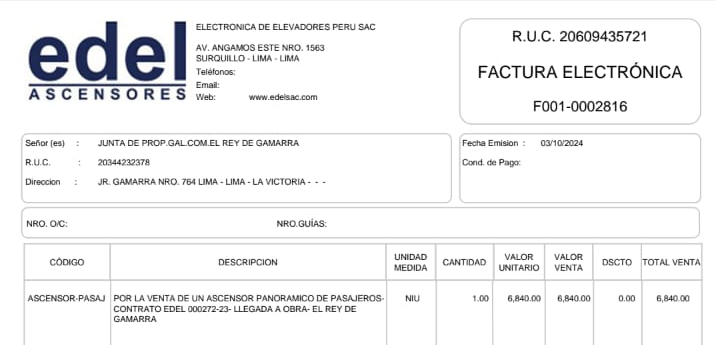 edel
ASCENSORES
ELECTRONICA DE ELEVADORES PERU SAC
AV. ANGAMOS ESTE NRO. 1563
SURQUILLO - LIMA - LIMA
Teléfonos:
Email:
Web: www.edelsac.com
R.U.C. 20609435721
FACTURA ELECTRÓNICA
F001-0002816
Señor (es) : JUNTA DE PROP.GAL.COM.EL REY DE GAMARRA
R.U.C. : 20344232378
Direccion : JR. GAMARRA NRO. 764 LIMA - LIMA - LA VICTORIA - - -
Fecha Emision : 03/10/2024
Cond. de Pago:
NRO. O/C: NRO.GUÍAS:
CÓDIGO DESCRIPCION UNIDAD MEDIDA CANTIDAD VALOR UNITARIO VALOR VENTA DSCTO TOTAL VENTA
ASCENSOR-PASAJ POR LA VENTA DE UN ASCENSOR PANORAMICO DE PASAJEROS- NIU 1.00 6,840.00 6,840.00 0.00 6,840.00
CONTRATO EDEL 000272-23- LLEGADA A OBRA- EL REY DE
GAMARRA